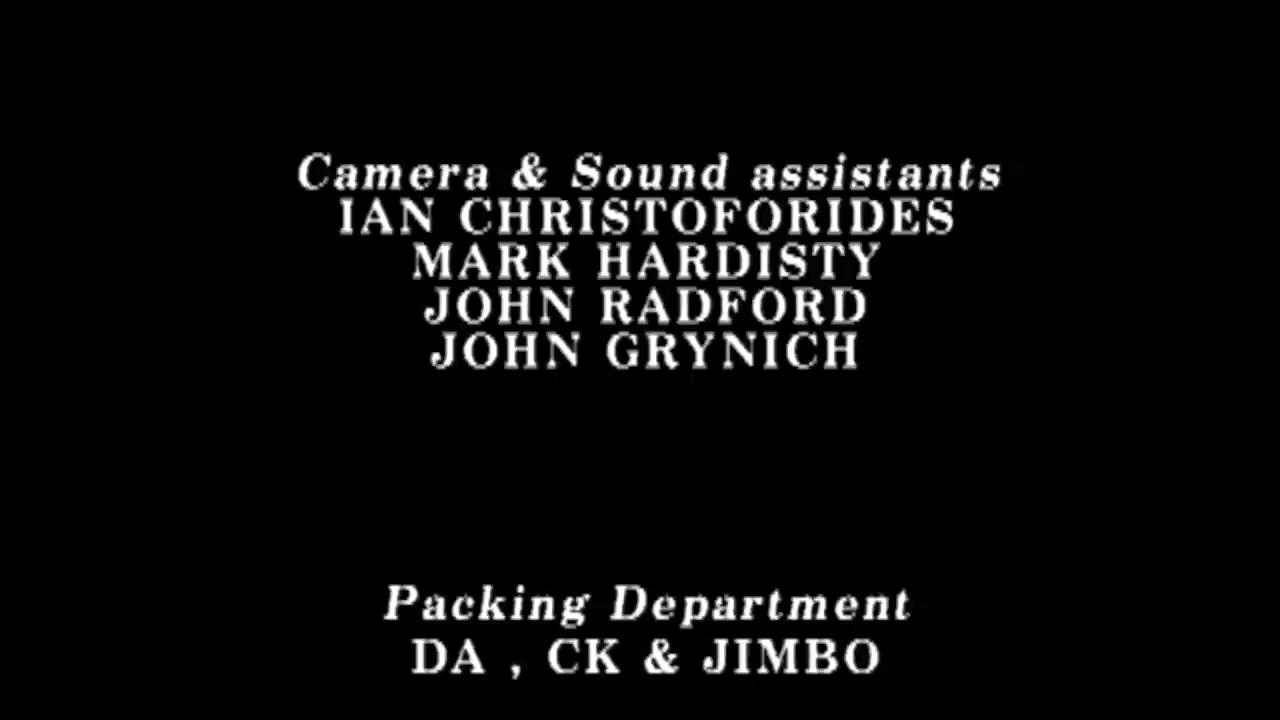 Camera & Sound assistants
IAN CHRISTOFORIDES
MARK HARDISTY
JOHN RADFORD
JOHN GRYNICH
Packing Department
DA , CK & JIMBO